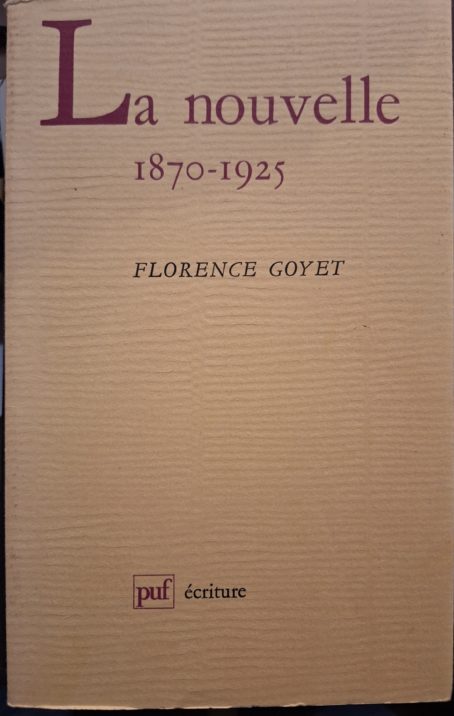 La nouvelle
1870-1925
FLORENCE GOYET
puf écriture